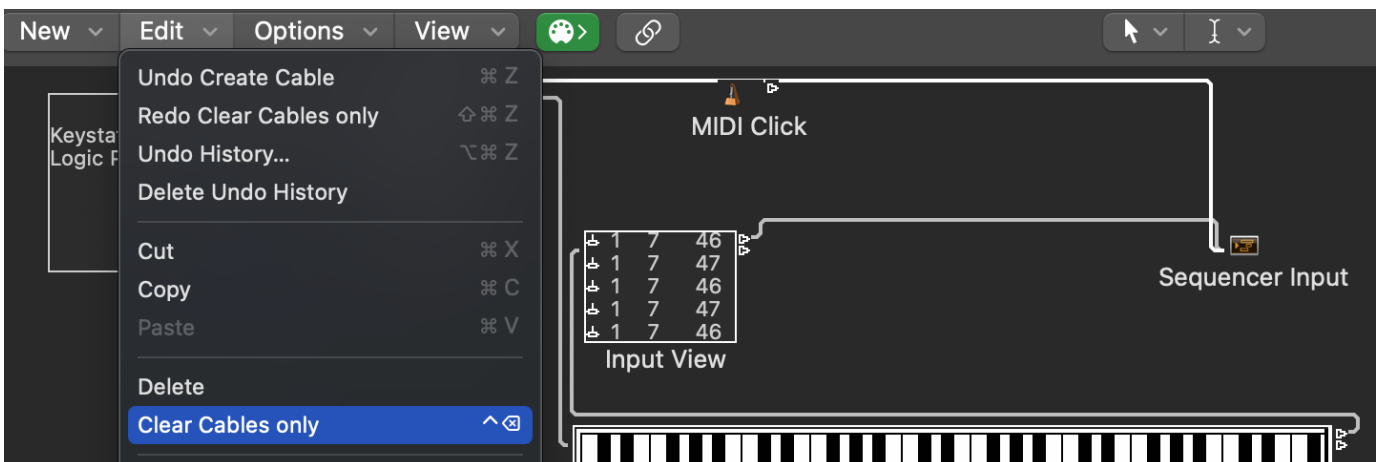 New Edit Options View
Undo Create Cable ⌘ Z
Redo Clear Cables only ⇧ ⌘ Z
Undo History... ⌥⌘ Z
Delete Undo History
Cut ⌘ X
Copy ⌘ C
Paste ⌘ V
Delete
Clear Cables only ^⌫
Keysta
Logic P
MIDI Click
1 7 46
1 7 47
1 7 46
1 7 47
1 7 46
Input View
Sequencer Input